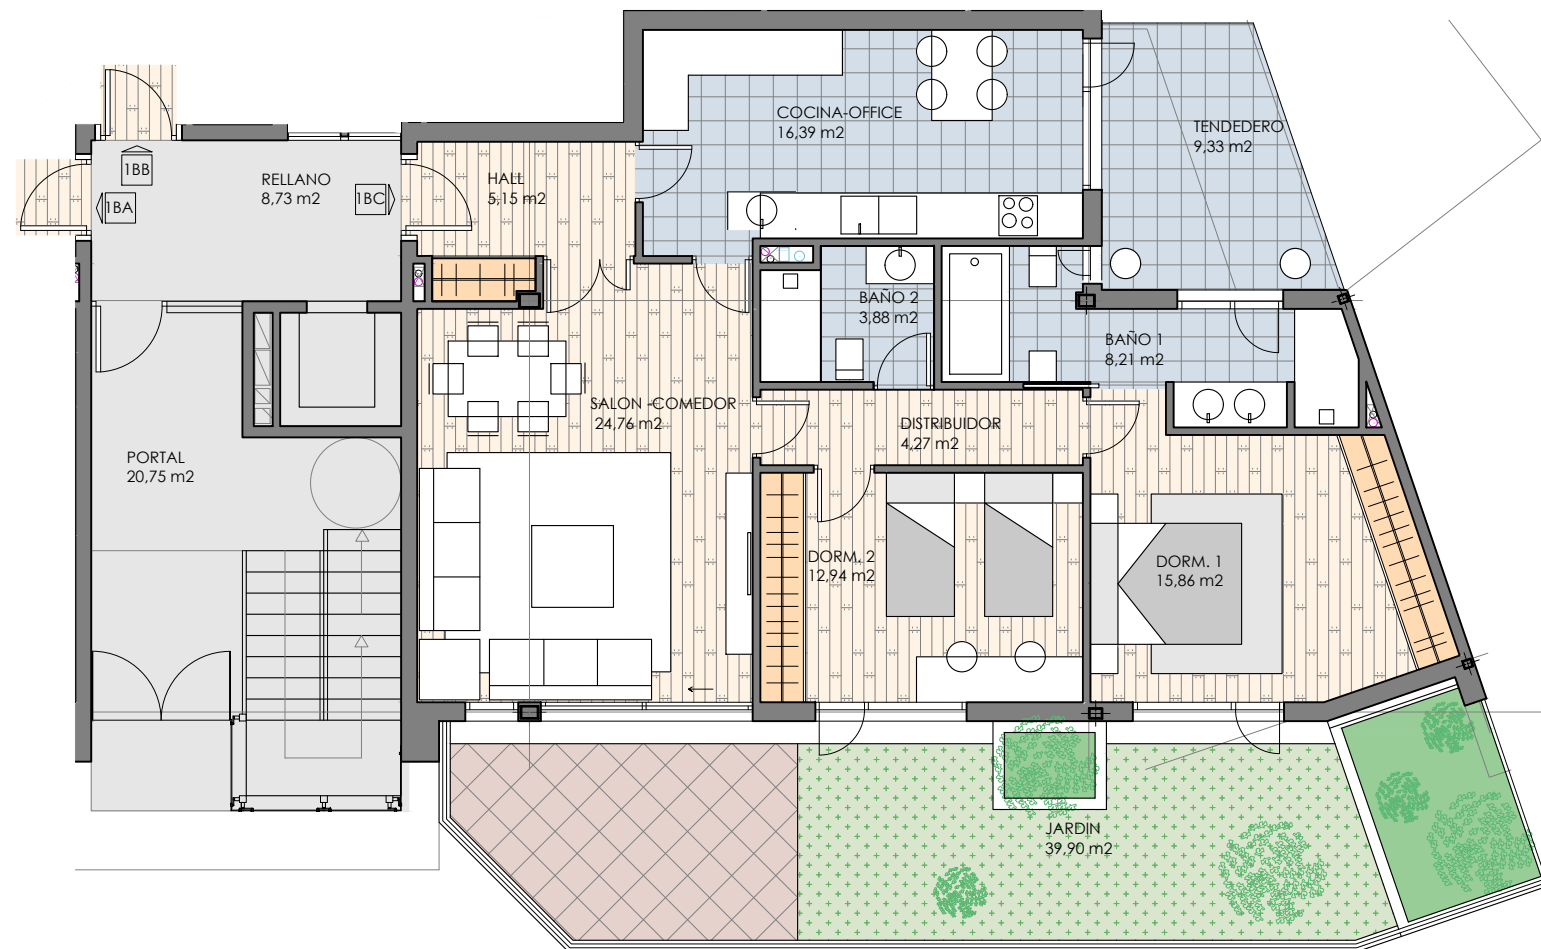 COCINA-OFFICE
16,39 m2
TENDEDERO
9,33 m2
1BB
1BA
RELLANO
8,73 m2
1BC
HALL
5,15 m2
BAÑO 2
3,88 m2
BAÑO 1
8,21 m2
SALON -COMEDOR
24,76 m2
DISTRIBUIDOR
4,27 m2
PORTAL
20,75 m2
DORM. 2
12,94 m2
DORM. 1
15,86 m2
JARDIN
39,90 m2